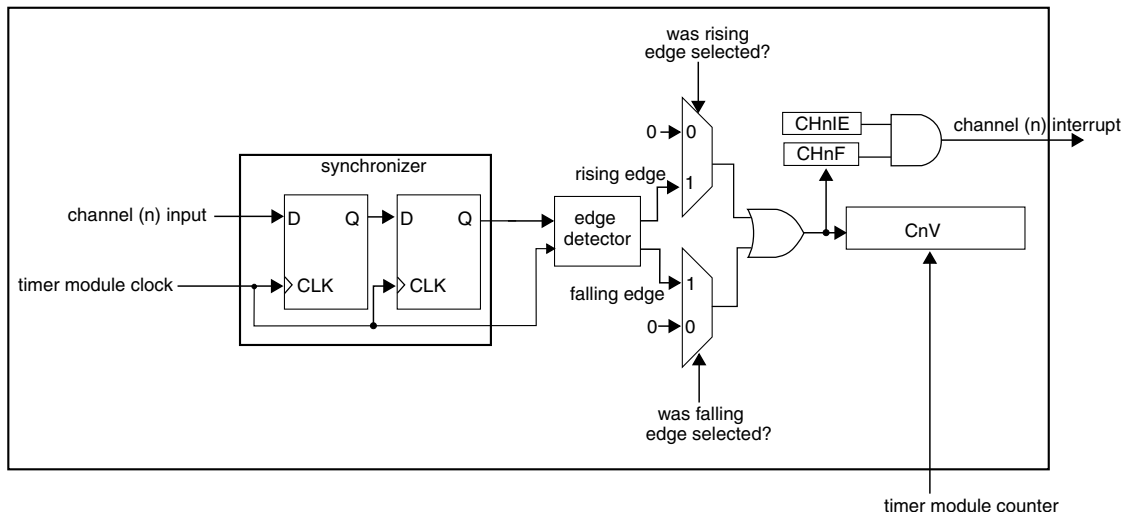 was rising
edge selected?
0
0
CHnIE
channel (n) interrupt
CHnF
synchronizer
rising edge
1
channel (n) input
D
Q
D
Q
edge
detector
CnV
timer module clock
CLK
CLK
falling edge
1
0
0
was falling
edge selected?
timer module counter